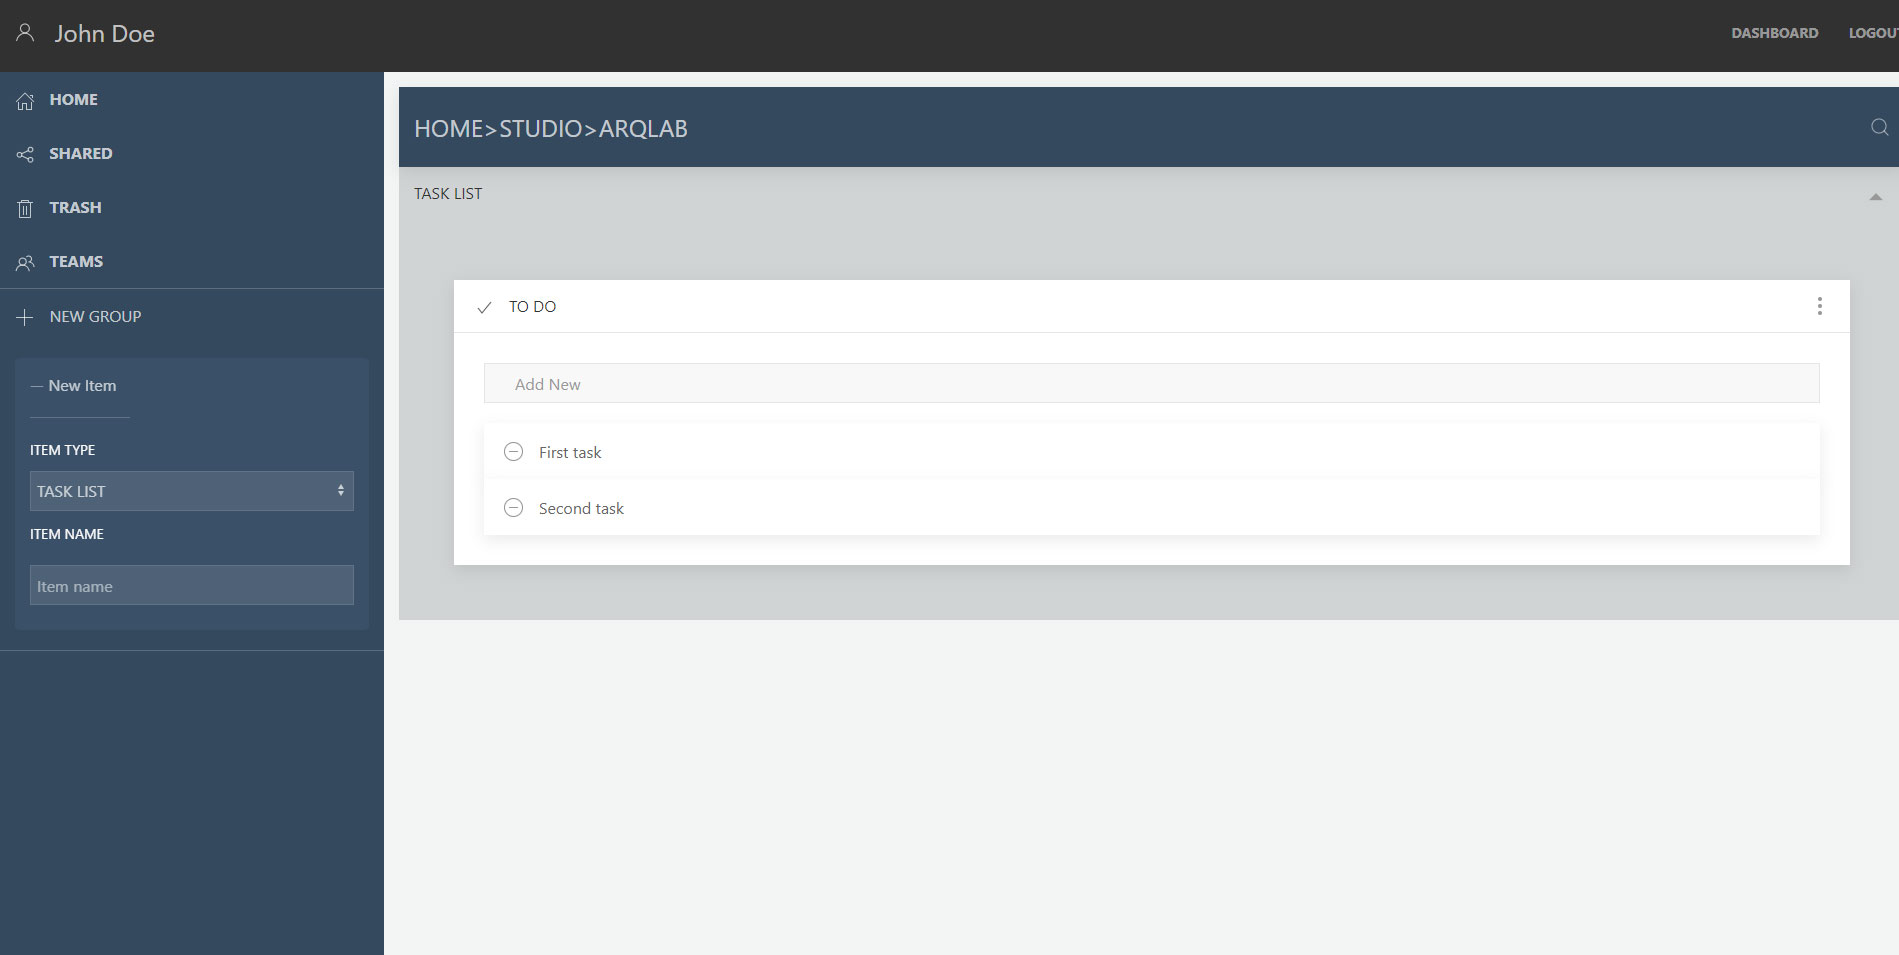 John Doe
DASHBOARD
LOGOU
HOME
SHARED
TRASH
TEAMS
NEW GROUP
— New Item
ITEM TYPE
TASK LIST
ITEM NAME
Item name
HOME>STUDIO>ARQLAB
TASK LIST
TO DO
Add New
First task
Second task